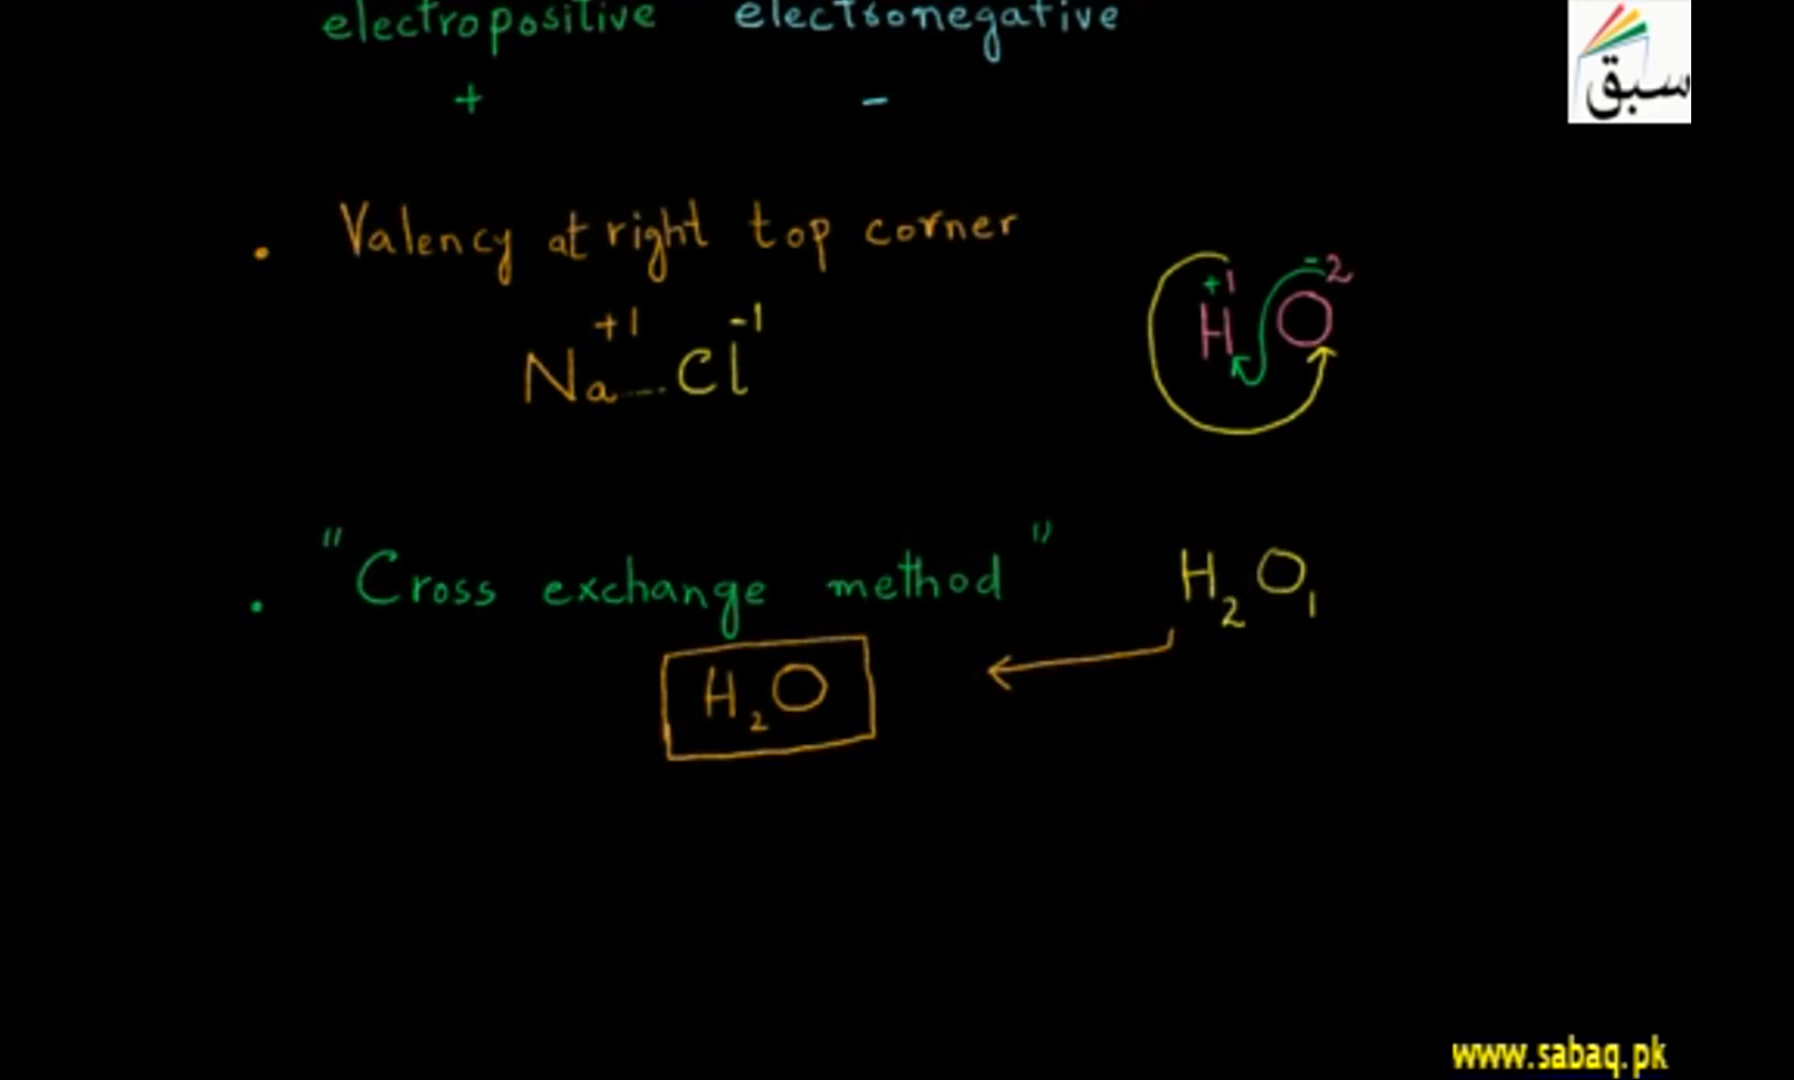 electropositive electronegative
+ -
سبق
. Valency at right top corner
Na+1 Cl-1
H+1 O-2
. "Cross exchange method"
H2O1
H2O
www.sabaq.pk